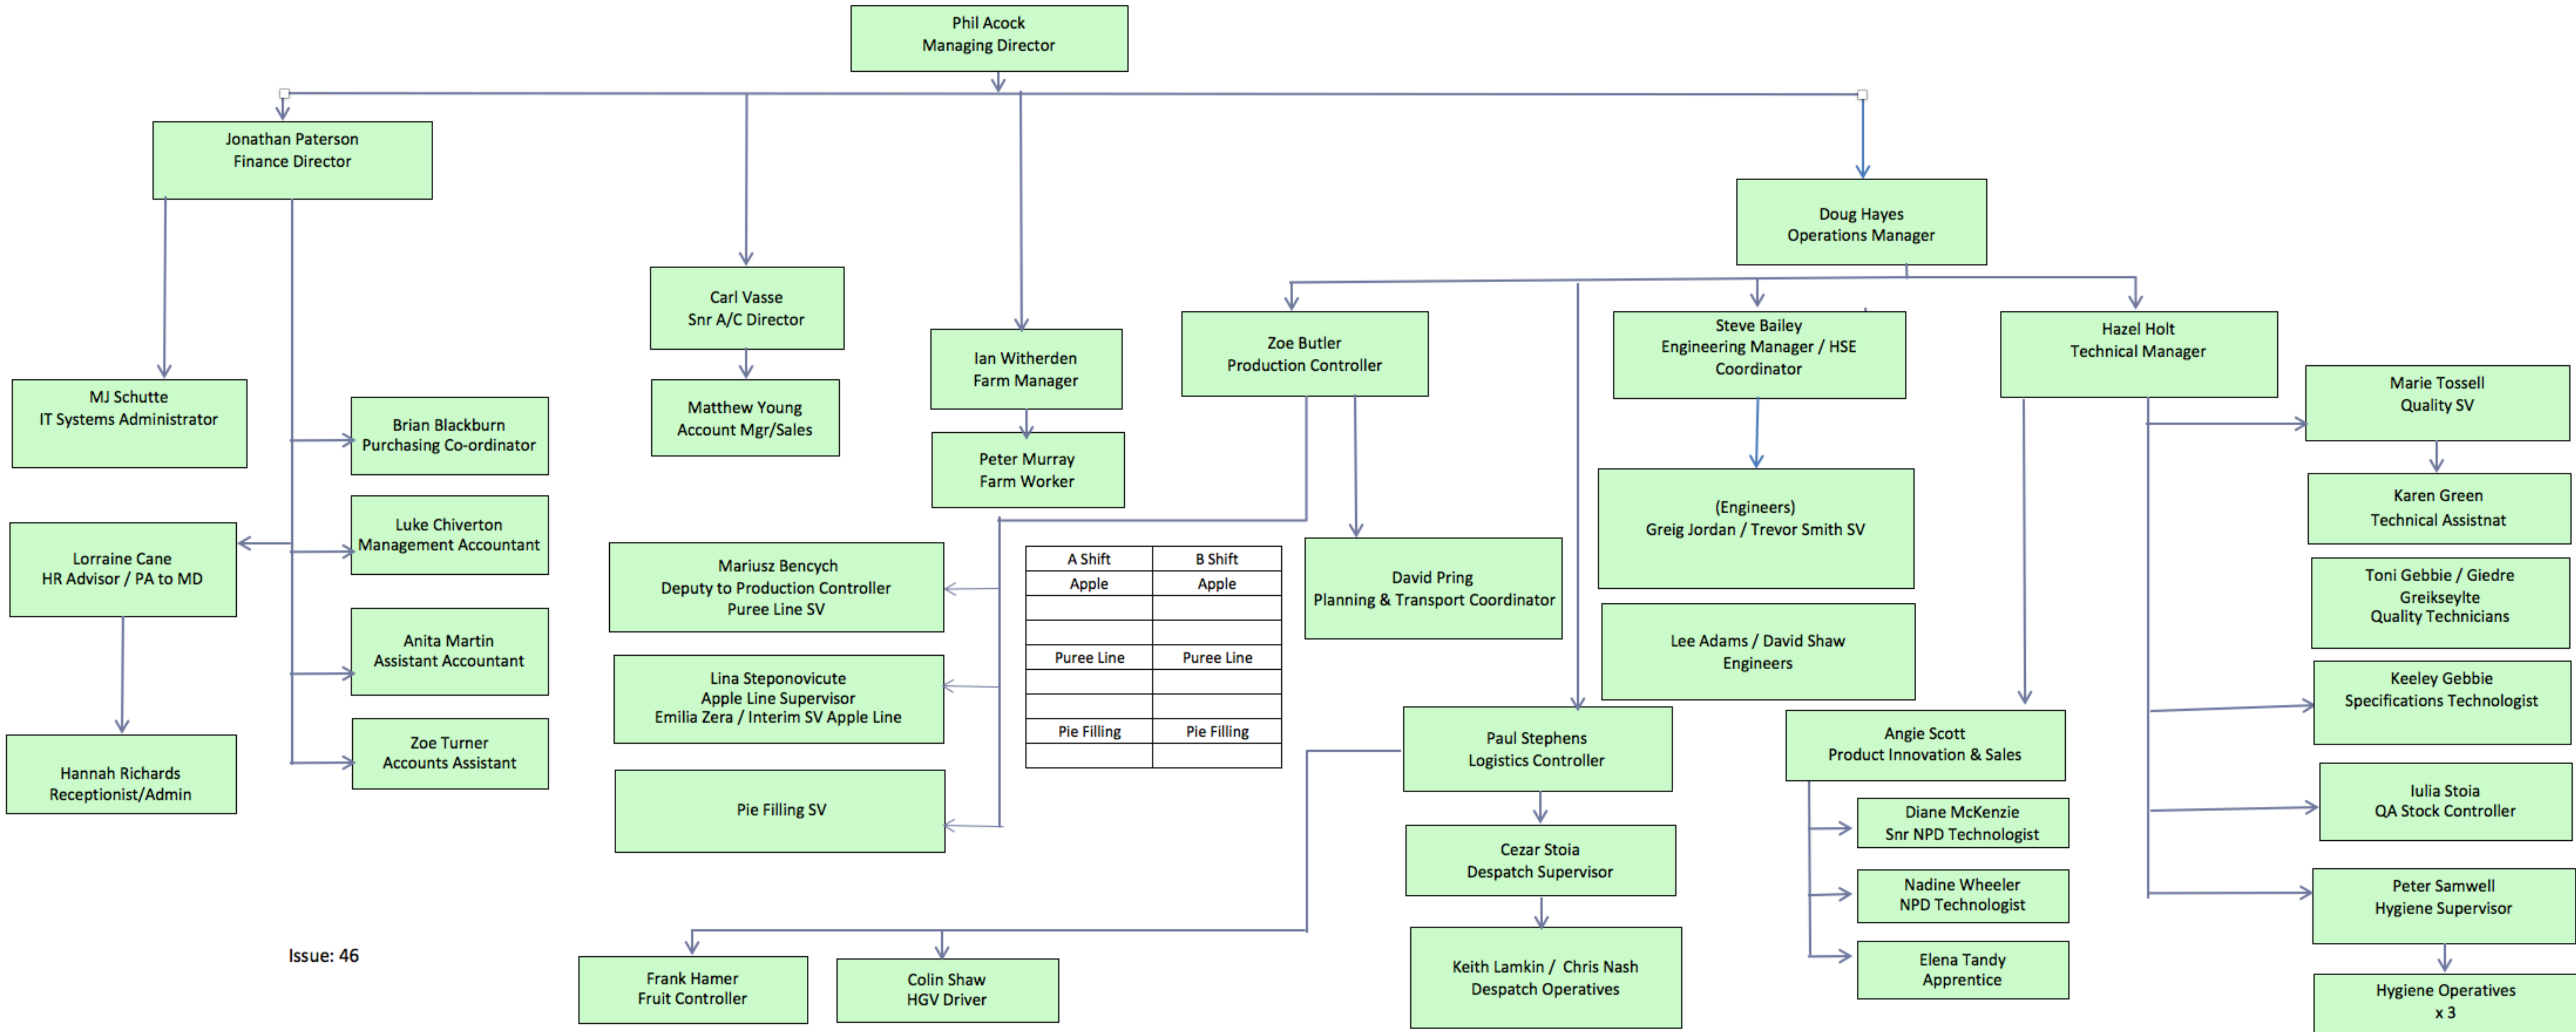 Phil Acock
Managing Director
Jonathan Paterson
Finance Director
Doug Hayes
Operations Manager
Carl Vasse
Snr A/C Director
Ian Witherden
Farm Manager
Zoe Butler
Production Controller
Steve Bailey
Engineering Manager / HSE
Coordinator
Hazel Holt
Technical Manager
MJ Schutte
IT Systems Administrator
Brian Blackburn
Purchasing Co-ordinator
Matthew Young
Account Mgr/Sales
Peter Murray
Farm Worker
Marie Tossell
Quality SV
Karen Green
Technical Assistnat
Luke Chiverton
Management Accountant
Lorraine Cane
HR Advisor / PA to MD
(Engineers)
Greig Jordan / Trevor Smith SV
Mariusz Bencych
Deputy to Production Controller
Puree Line SV
A Shift B Shift
Apple Apple
Puree Line Puree Line
Pie Filling Pie Filling
David Pring
Planning & Transport Coordinator
Toni Gebbie / Giedre
Greikseylte
Quality Technicians
Anita Martin
Assistant Accountant
Lee Adams / David Shaw
Engineers
Lina Steponovicute
Apple Line Supervisor
Emilia Zera / Interim SV Apple Line
Keeley Gebbie
Specifications Technologist
Zoe Turner
Accounts Assistant
Hannah Richards
Receptionist/Admin
Pie Filling SV
Paul Stephens
Logistics Controller
Angie Scott
Product Innovation & Sales
Iulia Stoia
QA Stock Controller
Diane McKenzie
Snr NPD Technologist
Cezar Stoia
Despatch Supervisor
Nadine Wheeler
NPD Technologist
Peter Samwell
Hygiene Supervisor
Issue: 46
Frank Hamer
Fruit Controller
Colin Shaw
HGV Driver
Keith Lamkin / Chris Nash
Despatch Operatives
Elena Tandy
Apprentice
Hygiene Operatives
x 3